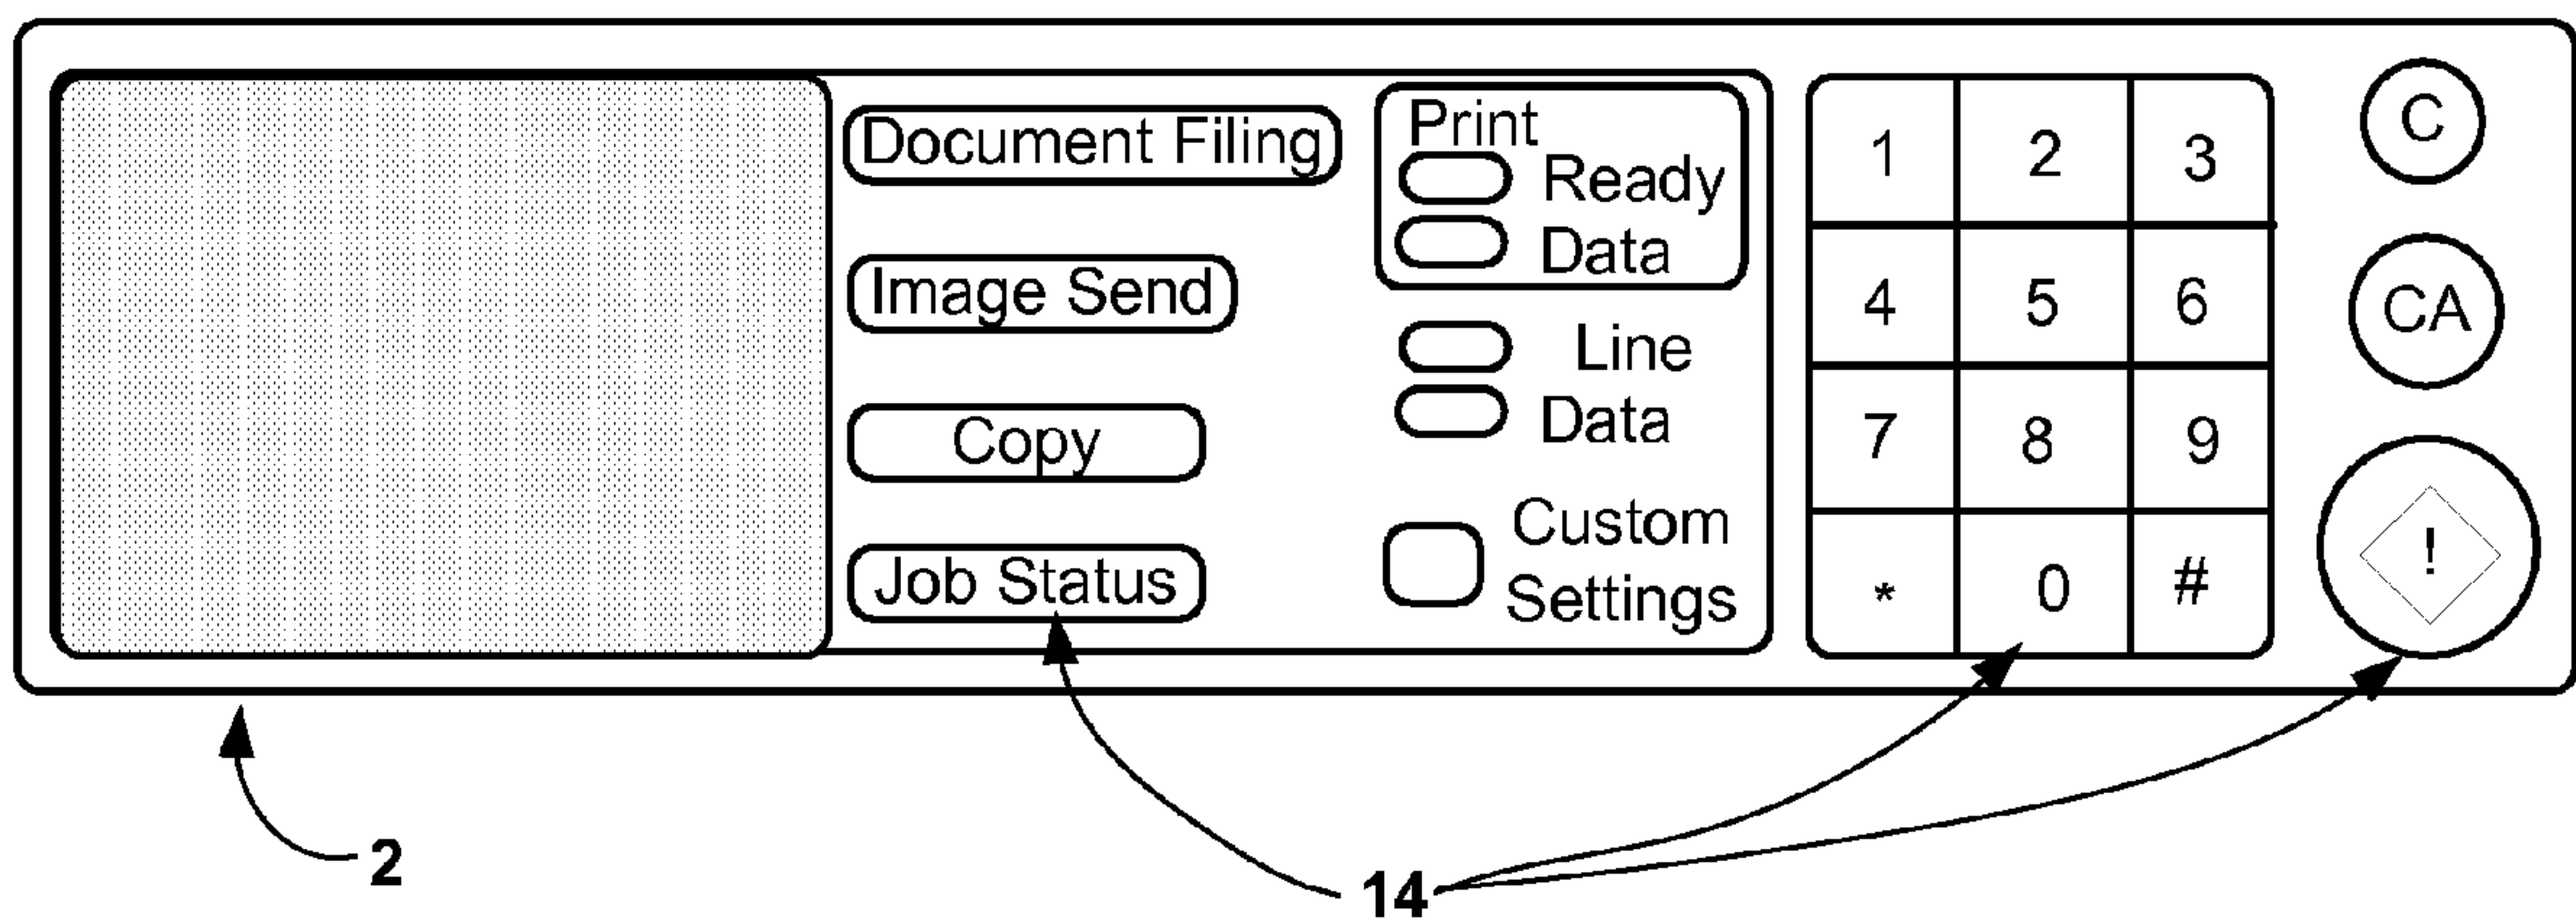 Document Filing
Image Send
Copy
Job Status
Print
Ready
Data
Line
Data
Custom
Settings
1 2 3
4 5 6
7 8 9
* 0 #
C
CA
!
2
14